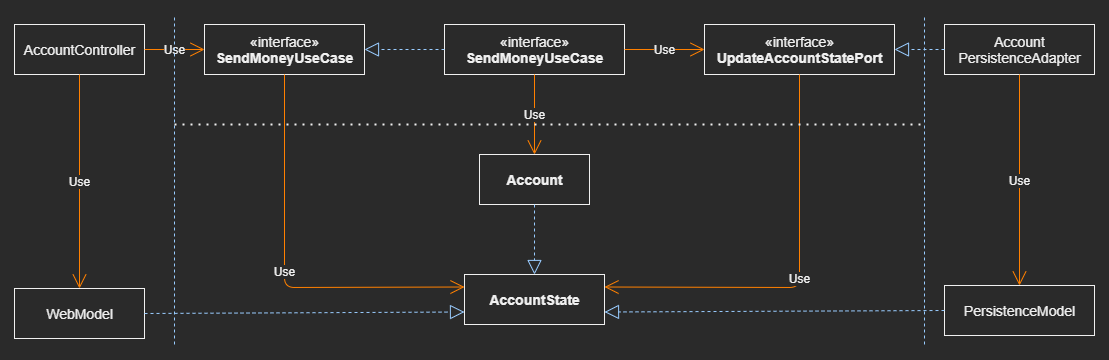 AccountController
Use
«interface»
SendMoneyUseCase
«interface»
SendMoneyUseCase
Use
«interface»
UpdateAccountStatePort
Account
PersistenceAdapter
Use
Use
Account
Use
Use
Use
Use
WebModel
AccountState
PersistenceModel